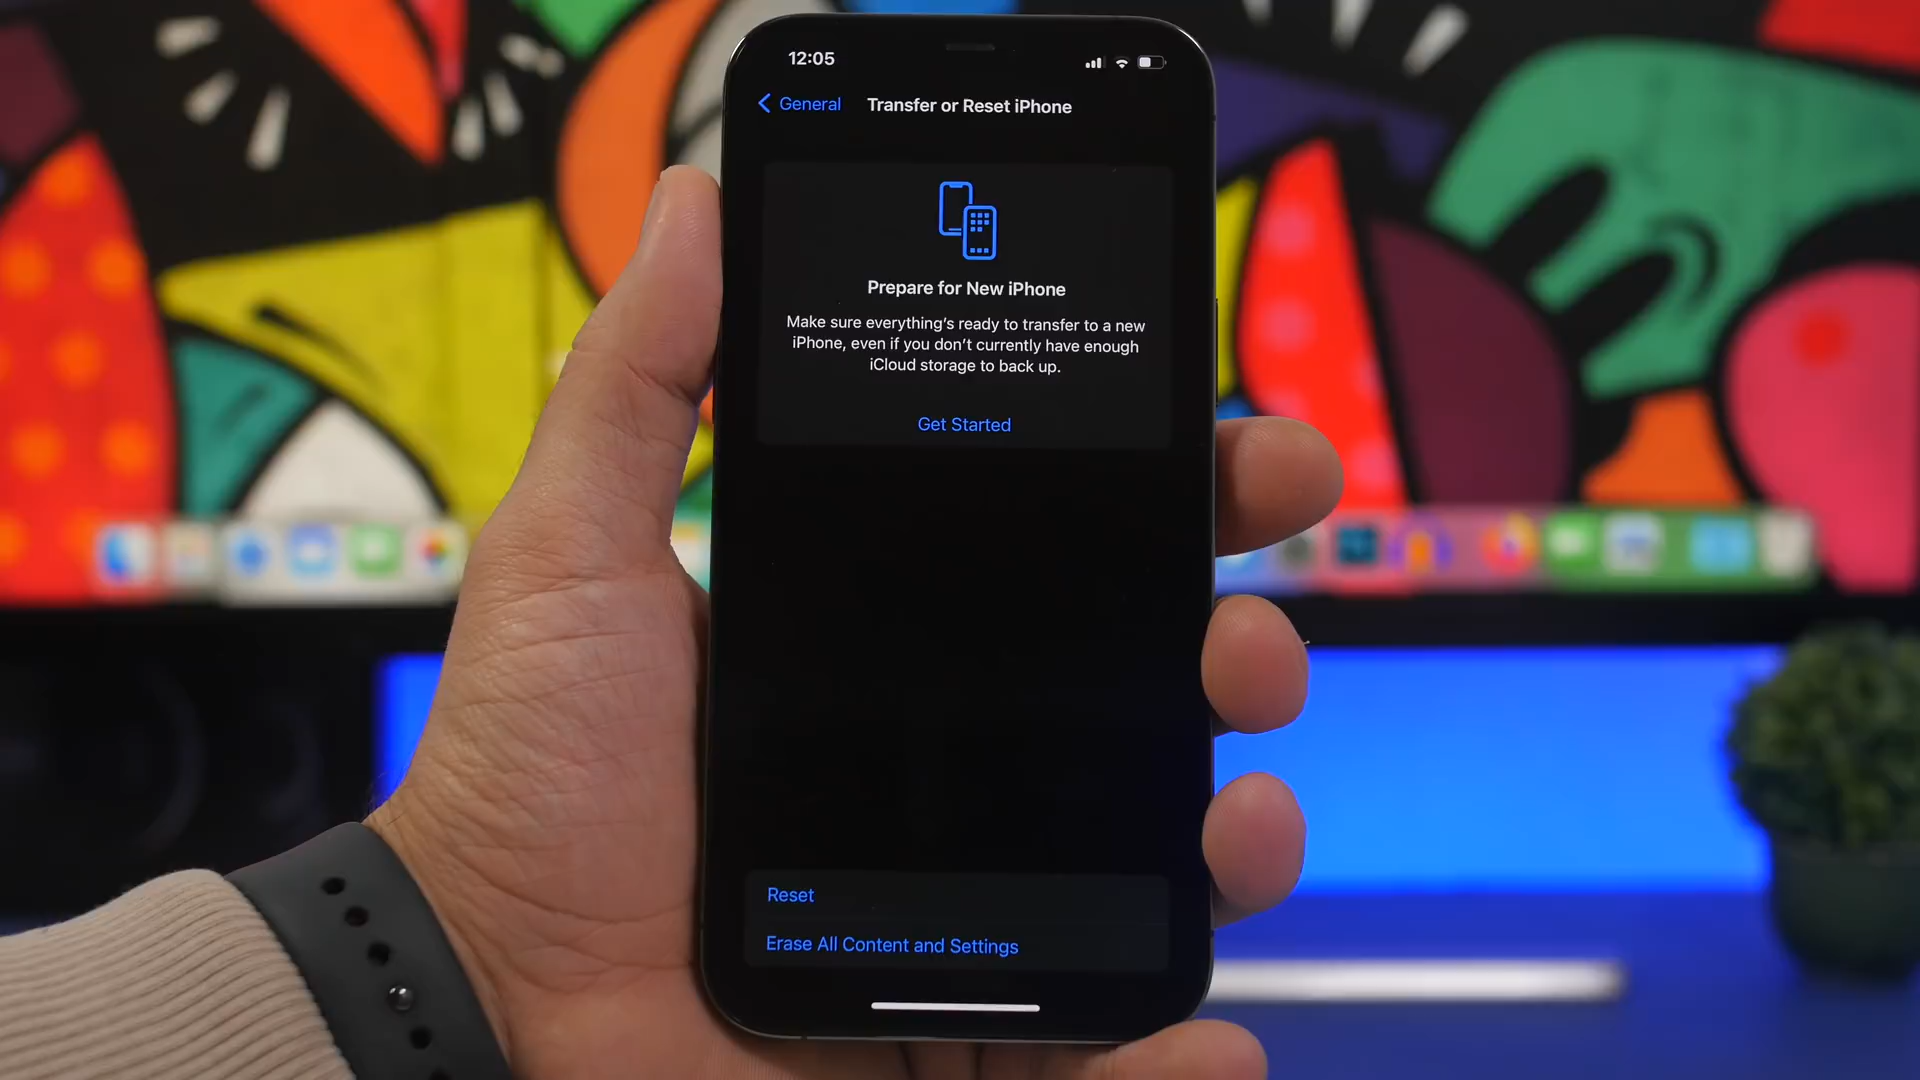 12:05
General
Transfer or Reset iPhone
Prepare for New iPhone
Make sure everything's ready to transfer to a new
iPhone, even if you don't currently have enough
iCloud storage to back up.
Get Started
Reset
Erase All Content and Settings